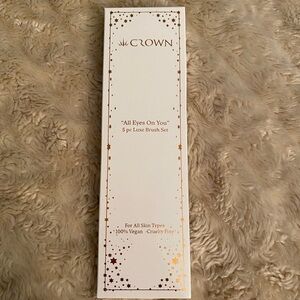 CROWN
"All Eyes On You"
5 pc Luxe Brush Set
For All Skin Types
100% Vegan · Cruelty Free